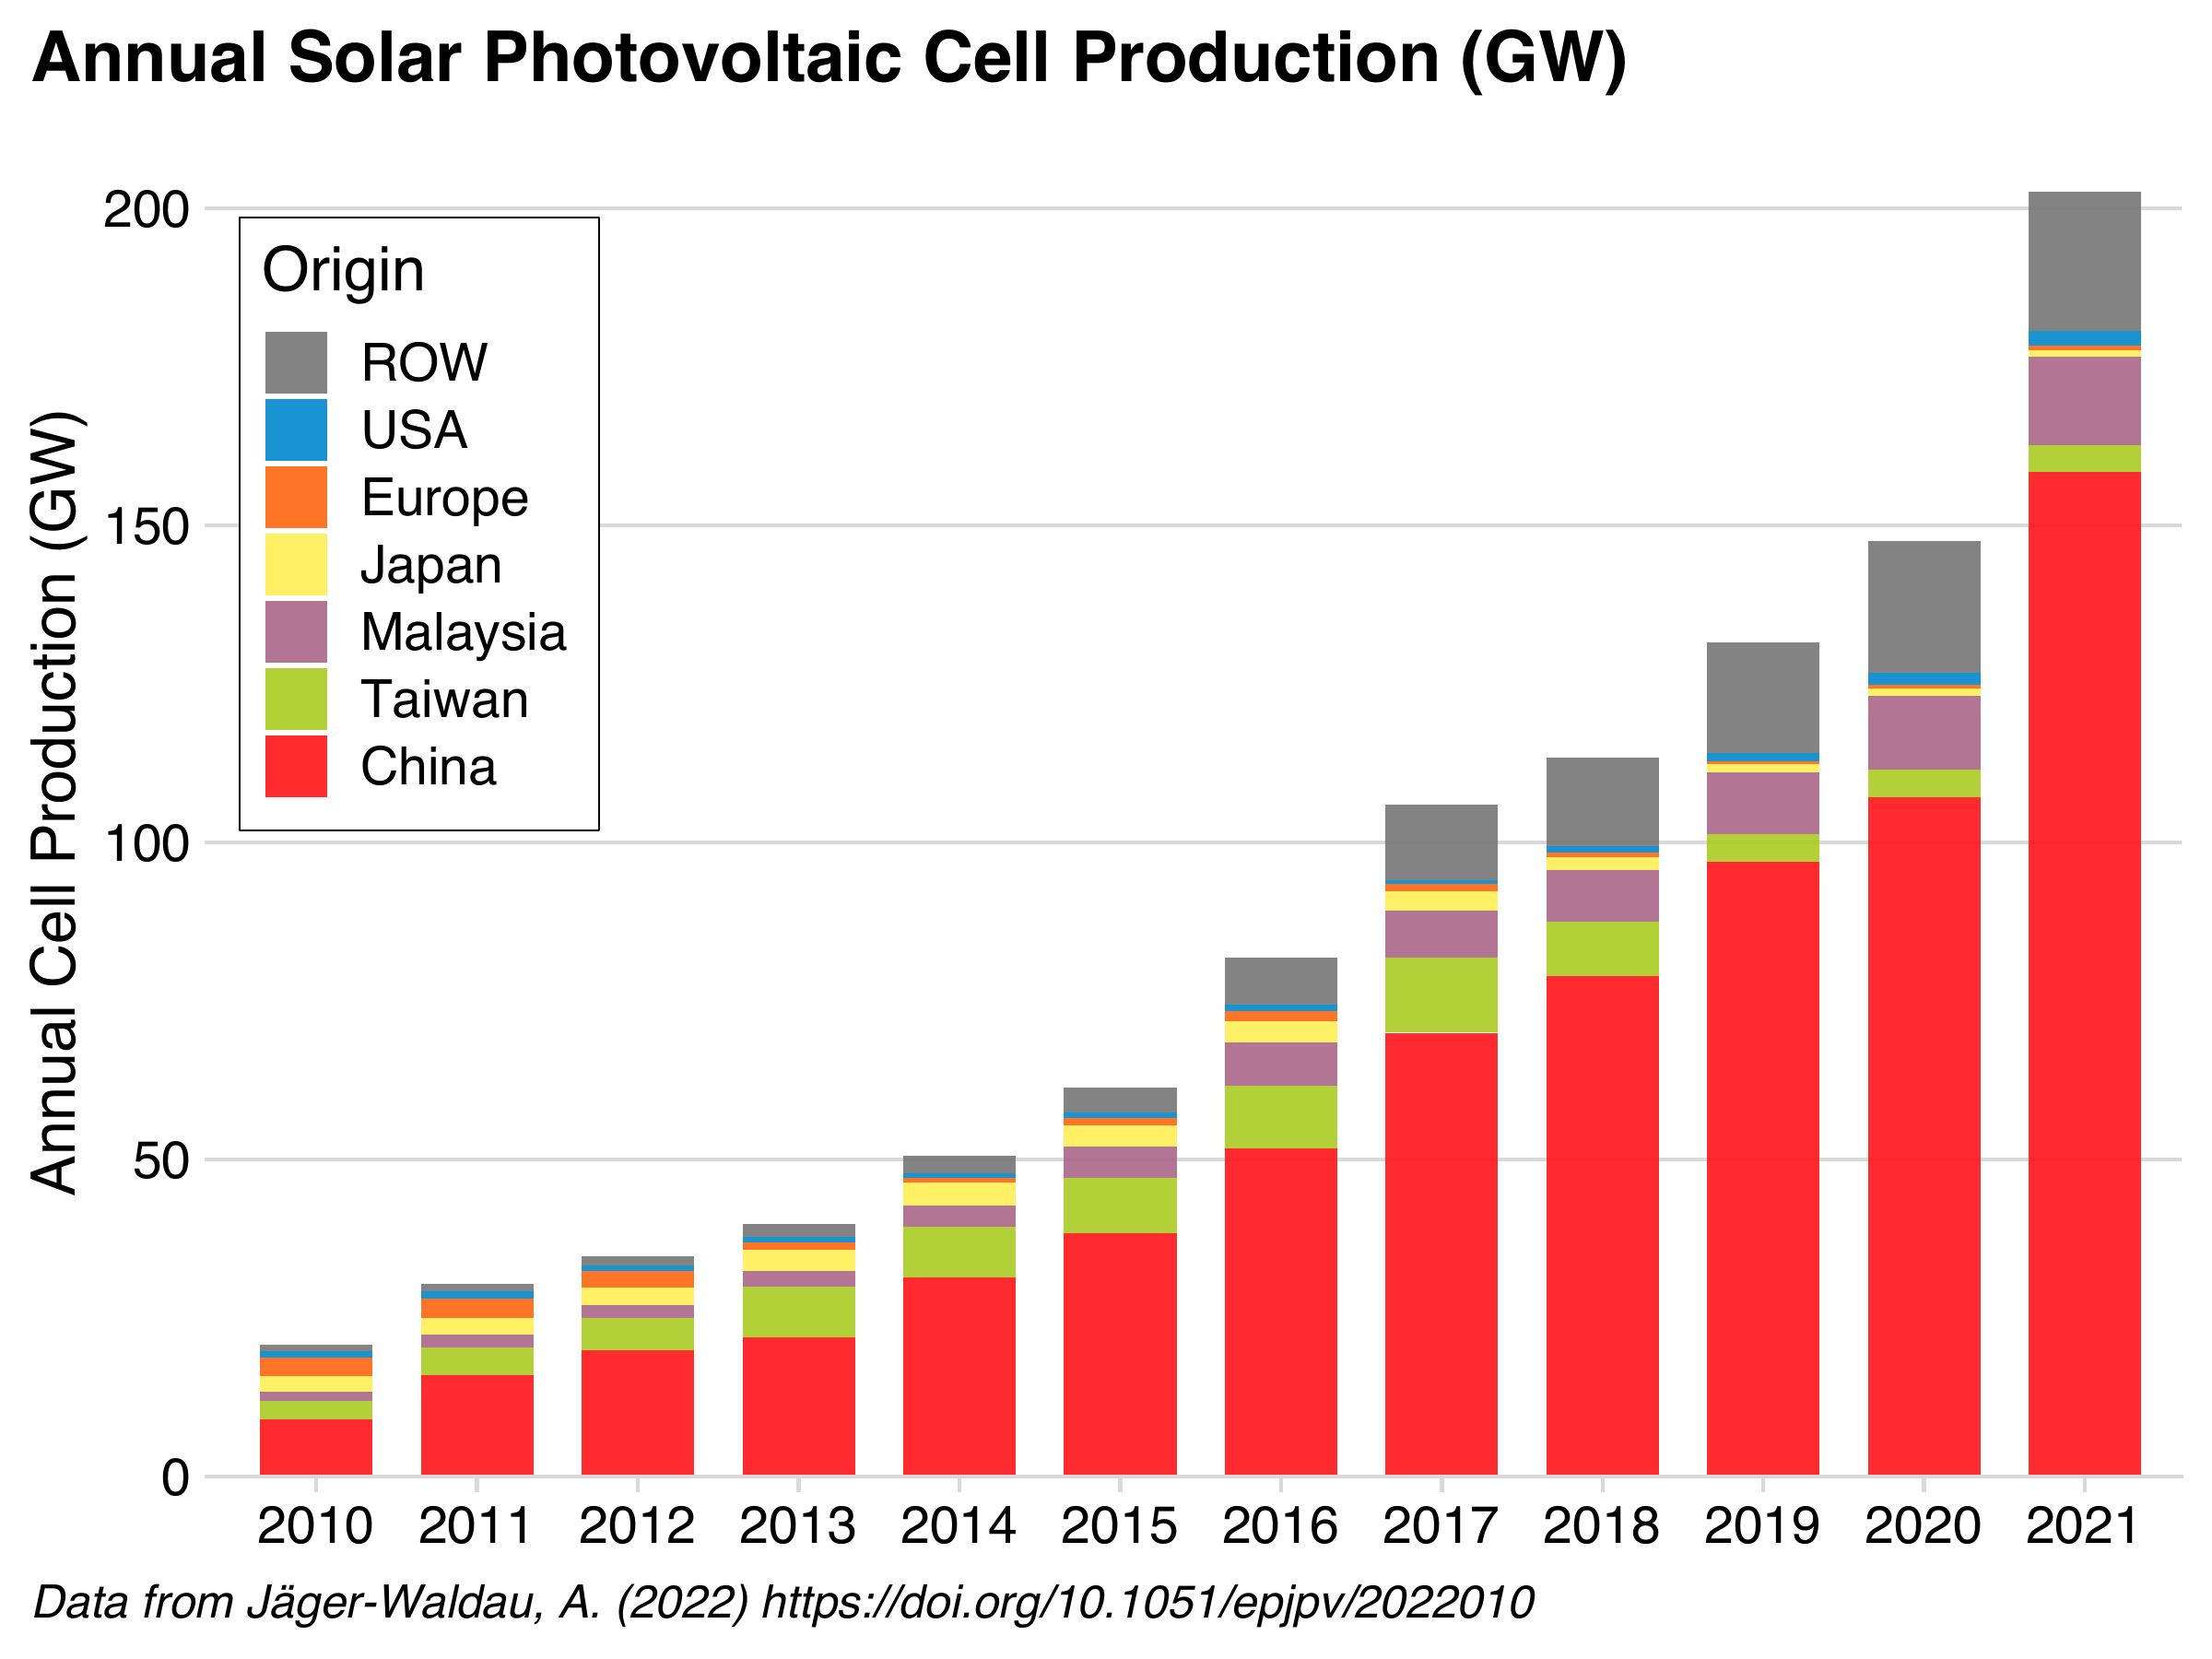 Annual Solar Photovoltaic Cell Production (GW)
Annual Cell Production (GW)
200
150
100
50
0
Origin
ROW
USA
Europe
Japan
Malaysia
Taiwan
China
2010 2011 2012 2013 2014 2015 2016 2017 2018 2019 2020 2021
Data from Jäger-Waldau, A. (2022) https://doi.org/10.1051/epjpv/2022010